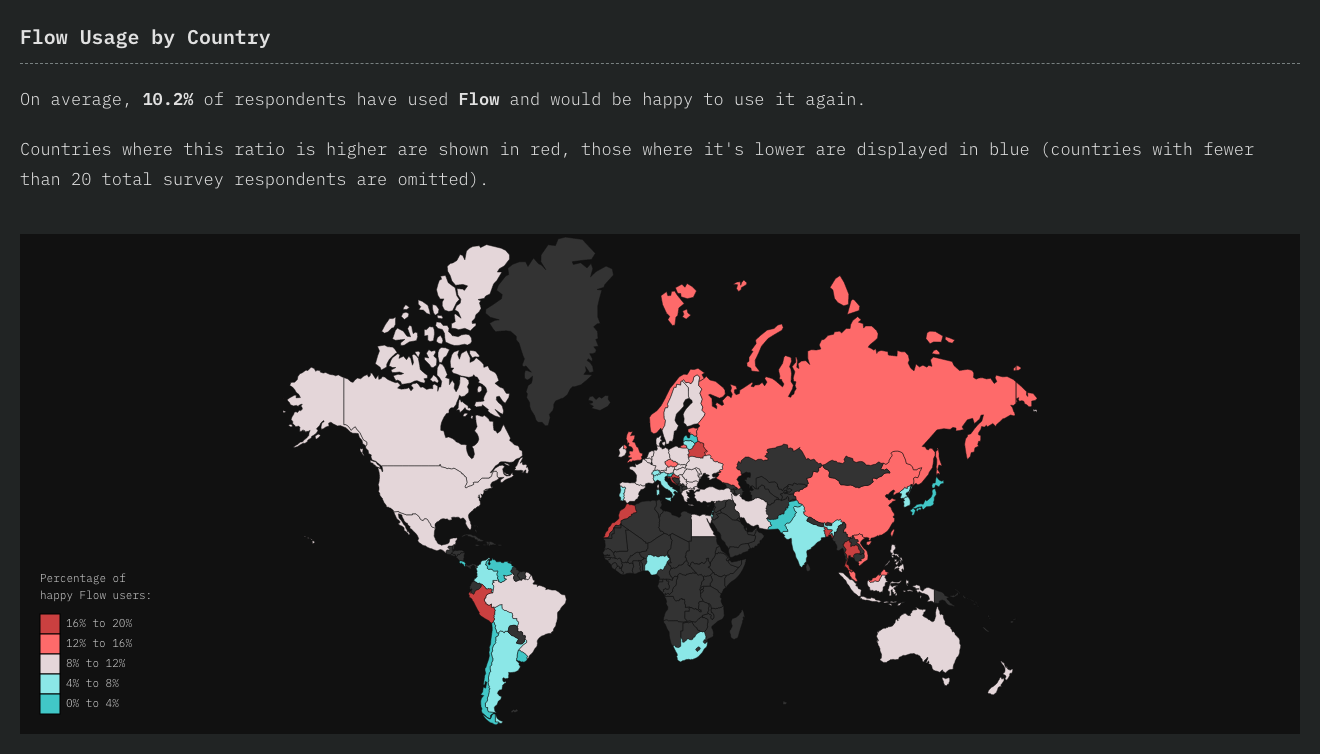 Flow Usage by Country
On average, 10.2% of respondents have used Flow and would be happy to use it again.
Countries where this ratio is higher are shown in red, those where it's lower are displayed in blue (countries with fewer
than 20 total survey respondents are omitted).
Percentage of
happy Flow users:
16% to 20%
12% to 16%
8% to 12%
4% to 8%
0% to 4%